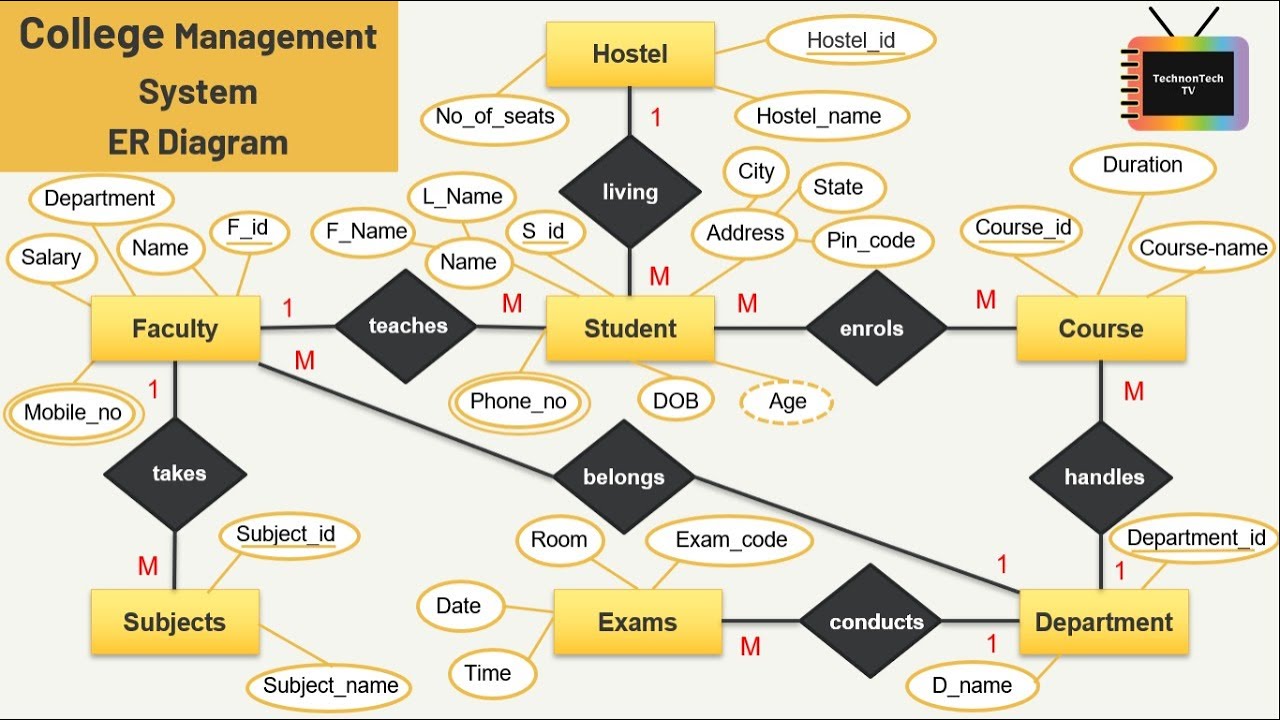 College Management
System
ER Diagram
Hostel
Hostel_id
No_of_seats
Hostel_name
TechnonTech
TV
1
living
M
Department
Salary
Name
F_id
Faculty
Mobile_no
1
teaches
M
L_Name
F_Name
Name
S_id
City
State
Address
Pin_code
Student
Phone_no
DOB
Age
M
enrols
M
Duration
Course_id
Course-name
Course
M
handles
1
1
takes
M
M
belongs
1
Subject_id
Subjects
Subject_name
Room
Exam_code
Date
Time
Exams
M
conducts
1
Department_id
Department
D_name